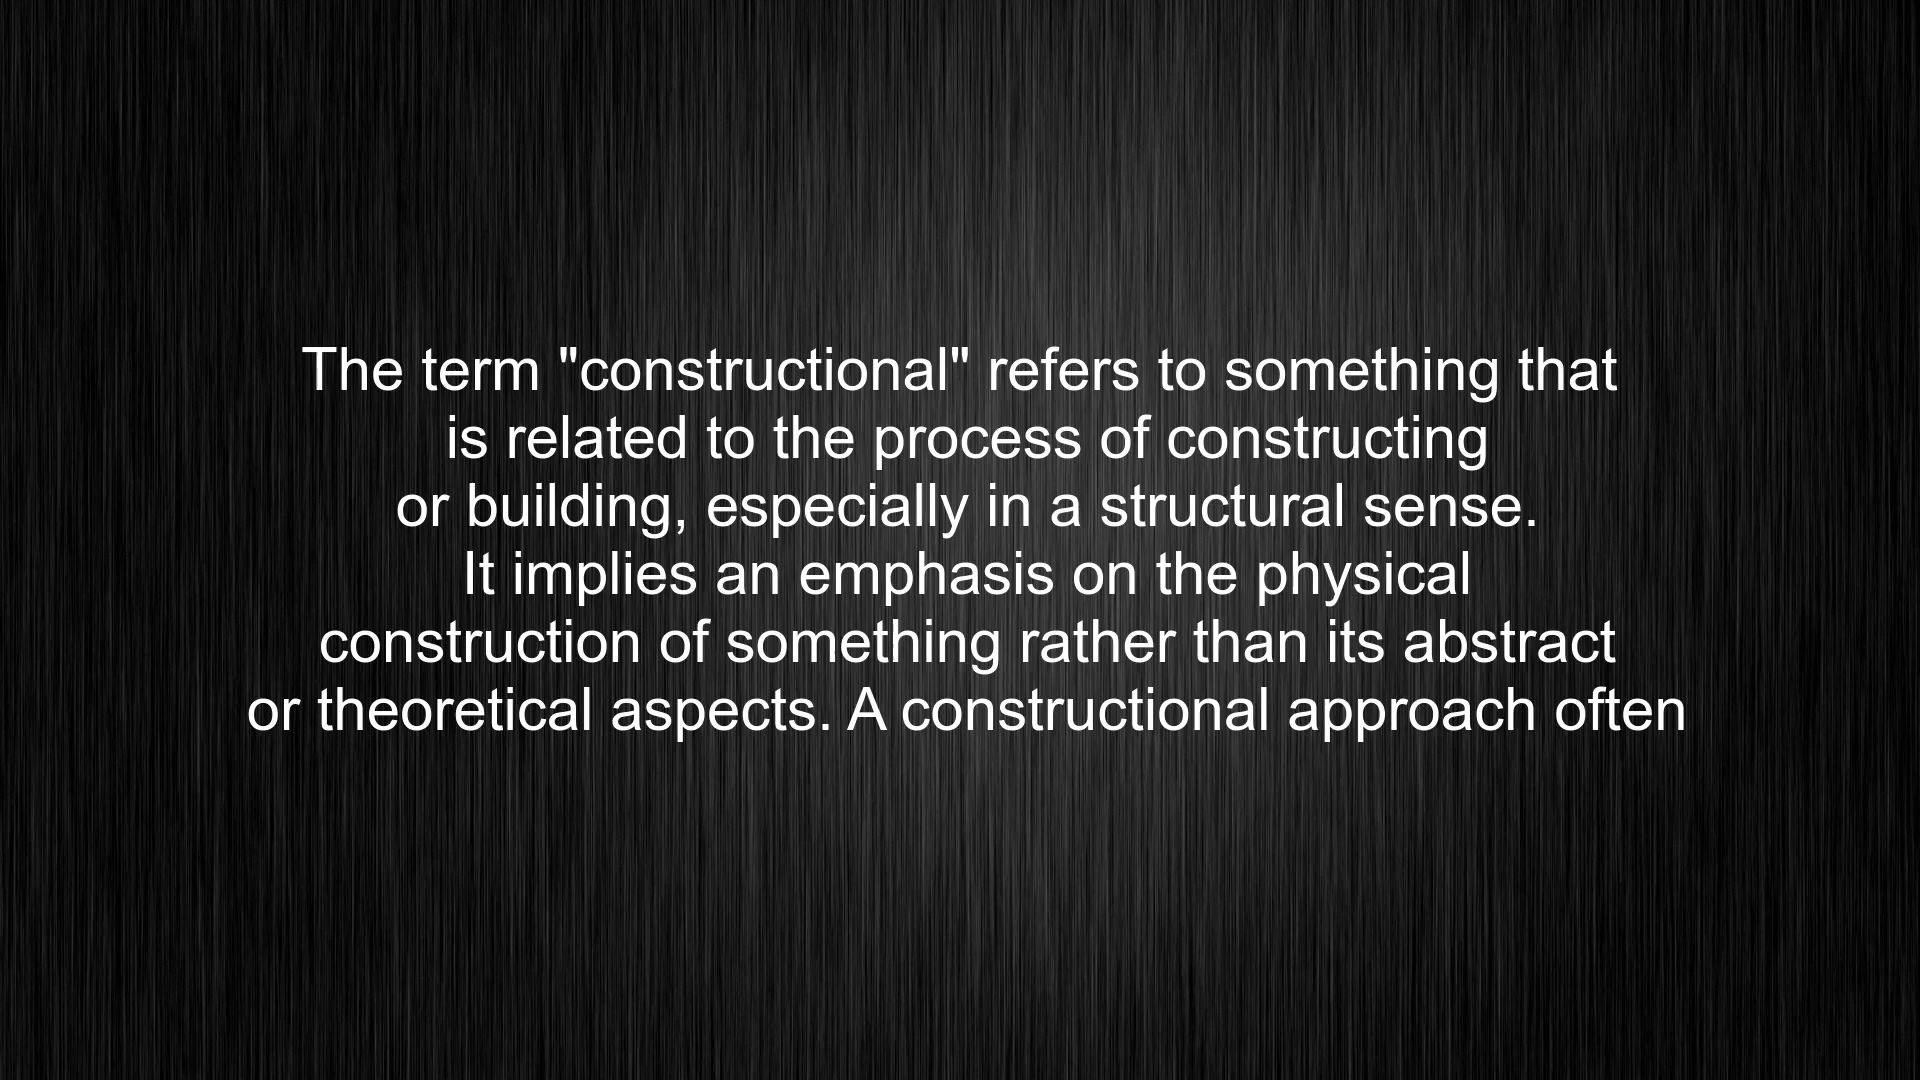 The term "constructional" refers to something that
is related to the process of constructing
or building, especially in a structural sense.
It implies an emphasis on the physical
construction of something rather than its abstract
or theoretical aspects. A constructional approach often